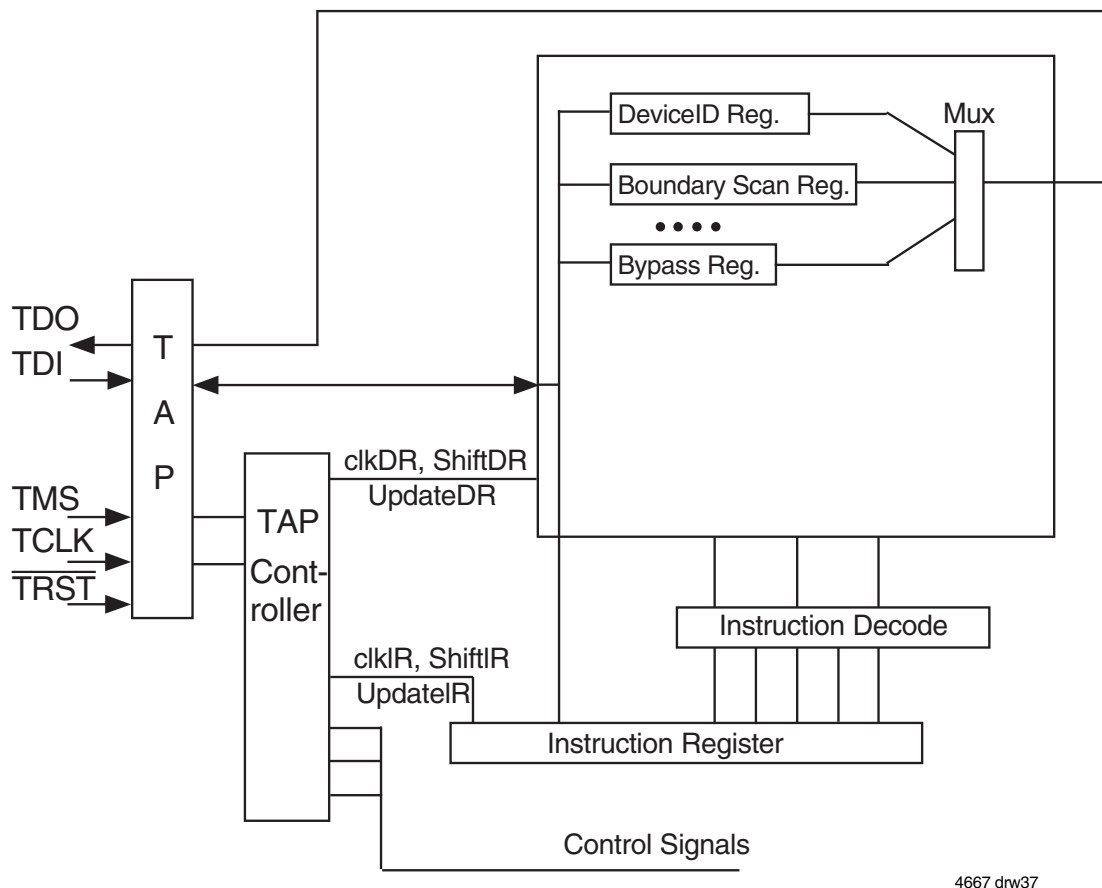 DeviceID Reg.
Mux
Boundary Scan Reg.
Bypass Reg.
TDO
TDI
TMS
TCLK
TRST
T
A
P
TAP
Cont-
roller
clkDR, ShiftDR
UpdateDR
Instruction Decode
clkIR, ShiftIR
UpdateIR
Instruction Register
Control Signals
4667 drw37